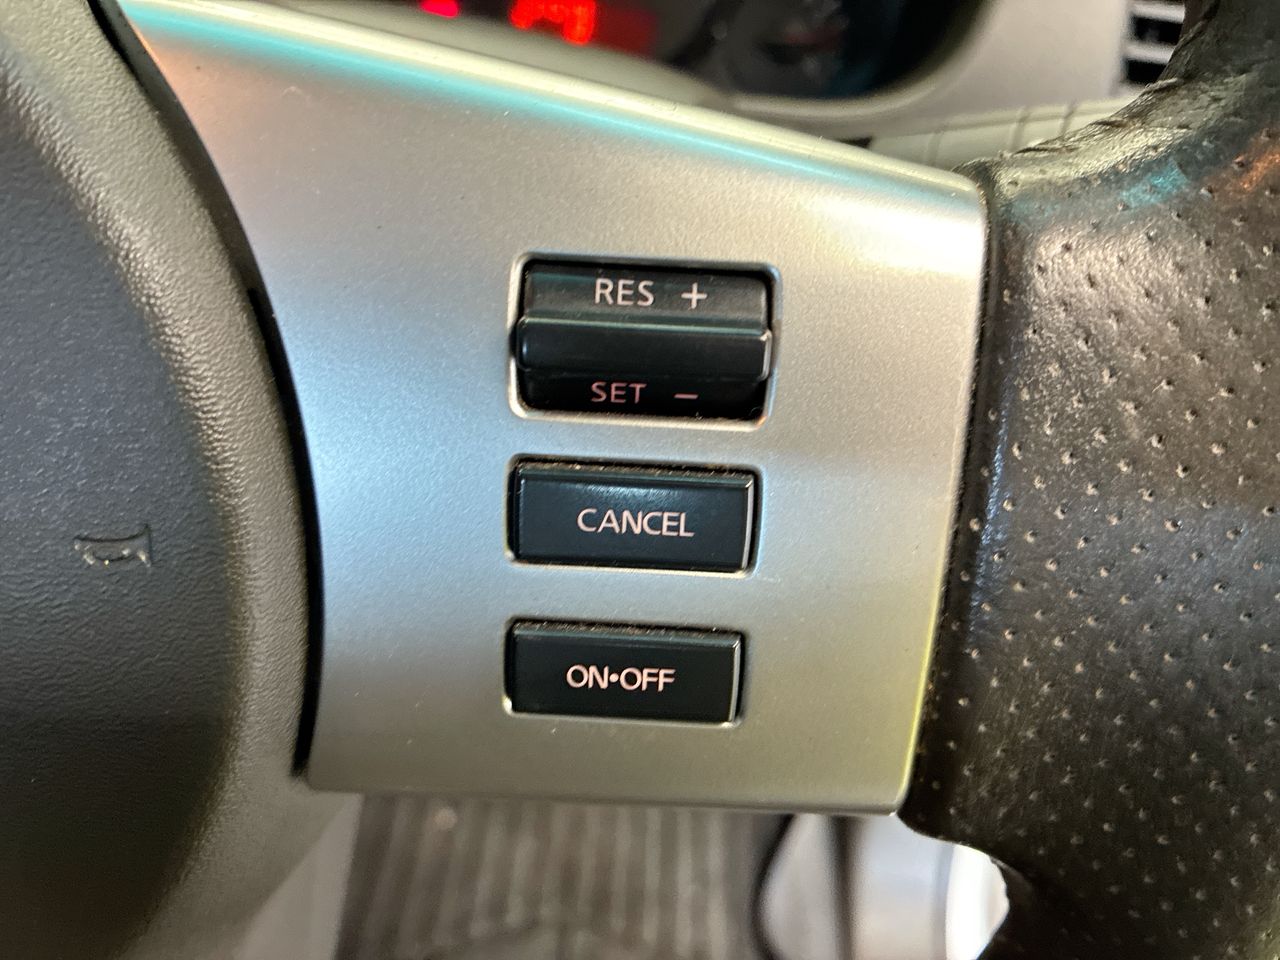 RES +
SET −
CANCEL
ON•OFF